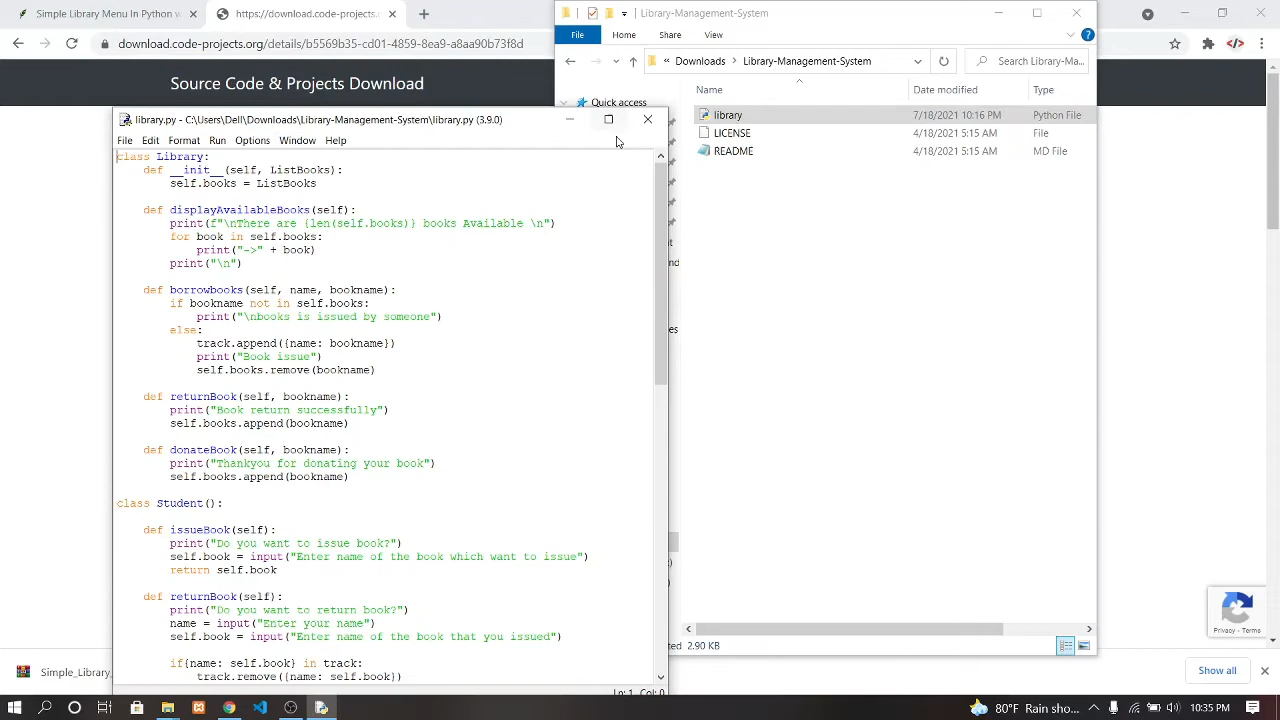 Simple Library Menu In Python w
https://download.code-projects.
download.code-projects.org/details/
Source Code & Projects Download
Library-Management-System
File Home Share View
« Downloads > Library-Management-System
Search Library-Ma...
Name Date modified Type
Quick access
library 7/18/2021 10:16 PM Python File
LICENSE 4/18/2021 5:15 AM File
README 4/18/2021 5:15 AM MD File
2.90 KB
library.py - C:\Users\Dell\Downloads\Library-Management-System\library.py (3.9.0)
File Edit Format Run Options Window Help
class Library:
    def __init__(self, ListBooks):
        self.books = ListBooks
    def displayAvailableBooks(self):
        print(f"\nThere are {len(self.books)} books Available \n")
        for book in self.books:
            print("->" + book)
        print("\n")
    def borrowbooks(self, name, bookname):
        if bookname not in self.books:
            print("\nbooks is issued by someone")
        else:
            track.append({name: bookname})
            print("Book issue")
            self.books.remove(bookname)
    def returnBook(self, bookname):
        print("Book return successfully")
        self.books.append(bookname)
    def donateBook(self, bookname):
        print("Thankyou for donating your book")
        self.books.append(bookname)
class Student():
    def issueBook(self):
        print("Do you want to issue book?")
        self.book = input("Enter name of the book which want to issue")
        return self.book
    def returnBook(self):
        print("Do you want to return book?")
        name = input("Enter your name")
        self.book = input("Enter name of the book that you issued")
        if{name: self.book} in track:
            track.remove({name: self.book})
Ln: 1 Col: 0
Privacy - Terms
Simple_Library
Show all
80°F Rain sho...
10:35 PM